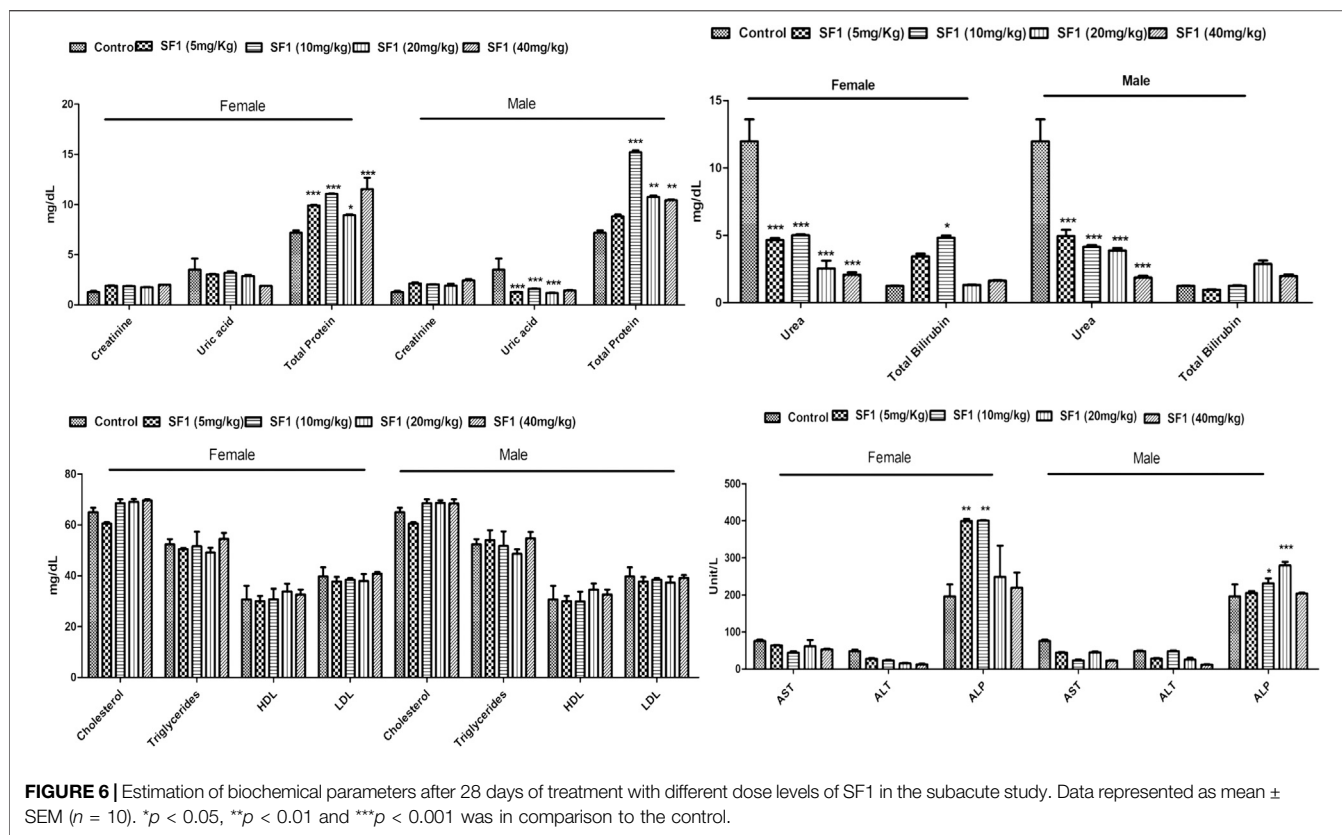 Control SF1 (5mg/Kg) SF1 (10mg/kg) SF1 (20mg/kg) SF1 (40mg/kg)
Female Male
mg/dL
20
15
10
5
0
*** *** * *** *** *** *** *** ** **
Creatinine Uric acid Total Protein Creatinine Uric acid Total Protein
Control SF1 (5mg/Kg) SF1 (10mg/kg) SF1 (20mg/kg) SF1 (40mg/kg)
Female Male
mg/dL
15
10
5
0
*** *** *** *** * *** *** *** ***
Urea Total Bilirubin Urea Total Bilirubin
Control SF1 (5mg/kg) SF1 (10mg/kg) SF1 (20mg/kg) SF1 (40mg/kg)
Female Male
mg/dL
80
60
40
20
0
Cholesterol Triglycerides HDL LDL Cholesterol Triglycerides HDL LDL
Control SF1 (5mg/Kg) SF1 (10mg/kg) SF1 (20mg/kg) SF1 (40mg/kg)
Female Male
Unit/L
500
400
300
200
100
0
** ** * ***
AST ALT ALP AST ALT ALP
FIGURE 6 | Estimation of biochemical parameters after 28 days of treatment with different dose levels of SF1 in the subacute study. Data represented as mean ±
SEM (n = 10). *p < 0.05, **p < 0.01 and ***p < 0.001 was in comparison to the control.